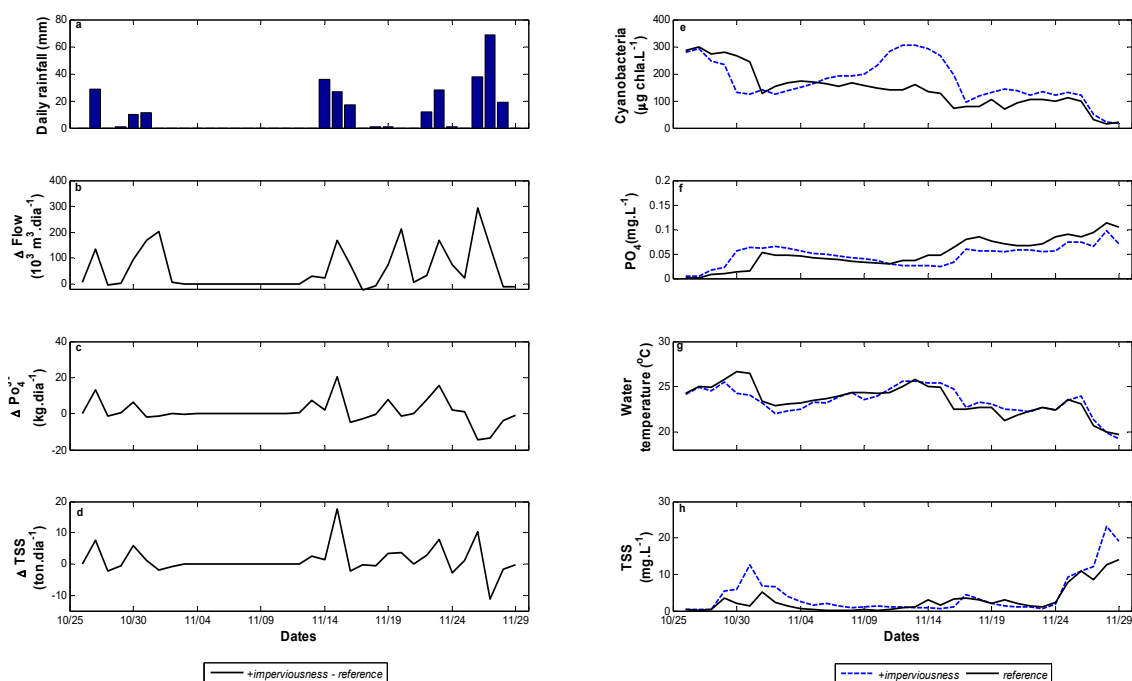 a
Daily rainfall (mm)
80
60
40
20
0
b
Δ Flow
(10³ m³.dia⁻¹)
400
300
200
100
0
c
Δ Po₄³⁻
(kg.dia⁻¹)
40
20
0
-20
d
Δ TSS
(ton.dia⁻¹)
20
10
0
-10
10/25 10/30 11/04 11/09 11/14 11/19 11/24 11/29
Dates
+imperviousness - reference
e
Cyanobacteria
(μg chla.L⁻¹)
400
300
200
100
0
f
PO₄(mg.L⁻¹)
0.2
0.15
0.1
0.05
0
g
Water
temperature (°C)
30
25
20
h
TSS
(mg.L⁻¹)
30
20
10
0
10/25 10/30 11/04 11/09 11/14 11/19 11/24 11/29
Dates
+imperviousness reference